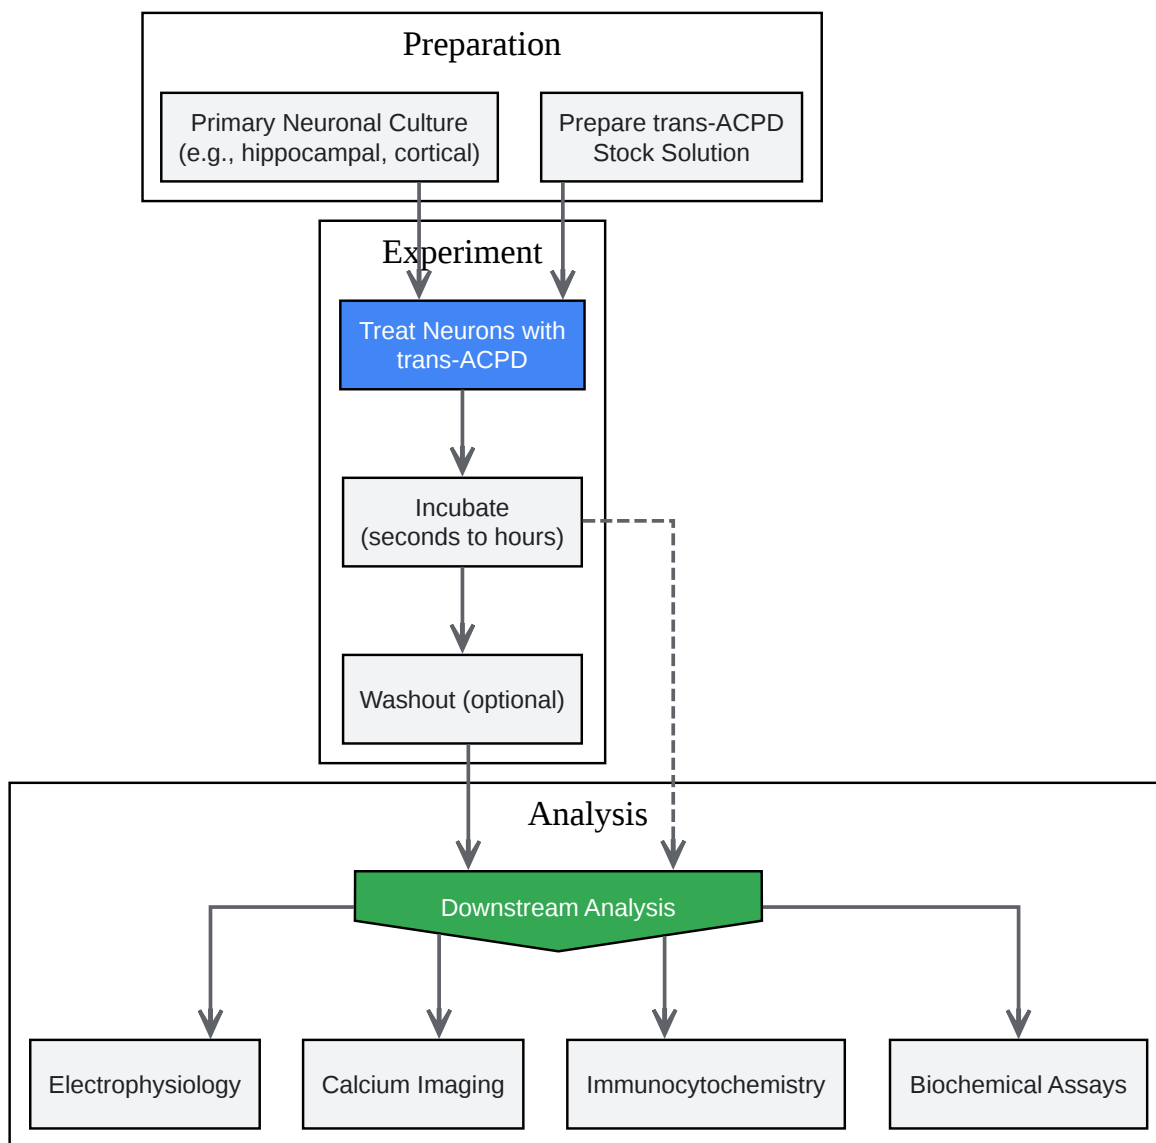 Preparation
Primary Neuronal Culture
(e.g., hippocampal, cortical)
Prepare trans-ACPD
Stock Solution
Experiment
Treat Neurons with
trans-ACPD
Incubate
(seconds to hours)
Washout (optional)
Analysis
Downstream Analysis
Electrophysiology
Calcium Imaging
Immunocytochemistry
Biochemical Assays